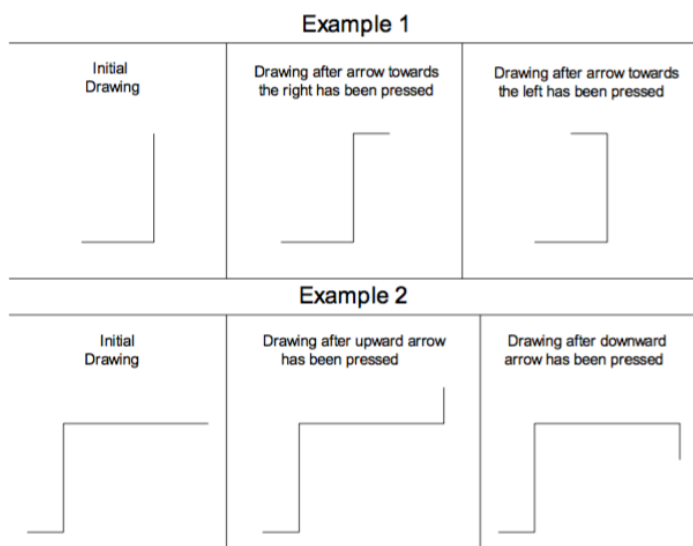 Example 1
Initial
Drawing
Drawing after arrow towards
the right has been pressed
Drawing after arrow towards
the left has been pressed
Example 2
Initial
Drawing
Drawing after upward arrow
has been pressed
Drawing after downward
arrow has been pressed